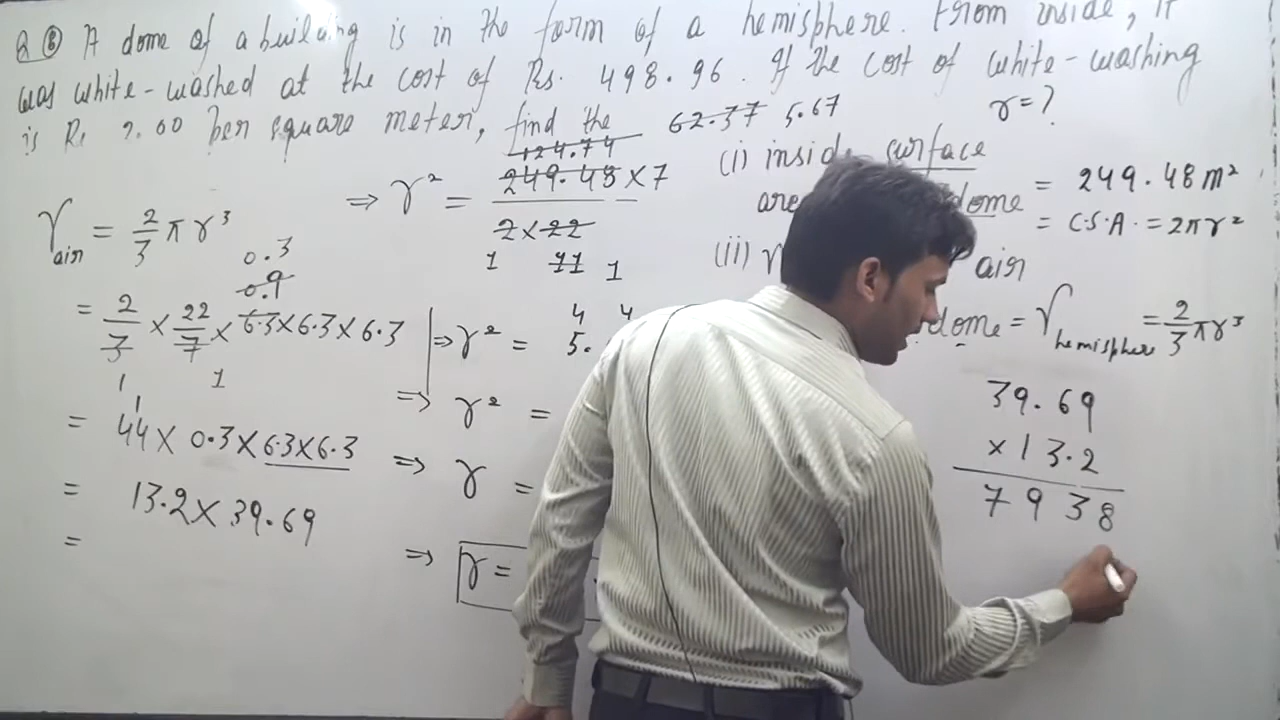 Q ⑧ A dome of a building is in the form of a hemisphere. From inside, it
was white-washed at the cost of Rs. 498.96. If the cost of white-washing
is Rs 2.00 per square meter, find the
62.37 5.67
r = ?
(i) inside surface
dome = 249.48 m²
= C.S.A. = 2πr²
(ii)
air
dome = V hemisphere = 2/3 πr³
V air = 2/3 πr³
0.3
0.9
= 2/3 × 22/7 × 6.3 × 6.3 × 6.3
1 1
= 44 × 0.3 × 6.3 × 6.3
= 13.2 × 39.69
=
124.74
⇒ r² = 249.48 × 7
2 × 22
1 11 1
⇒ r² = 5.
⇒ r² =
⇒ r =
⇒ r =
39.69
× 13.2
7938